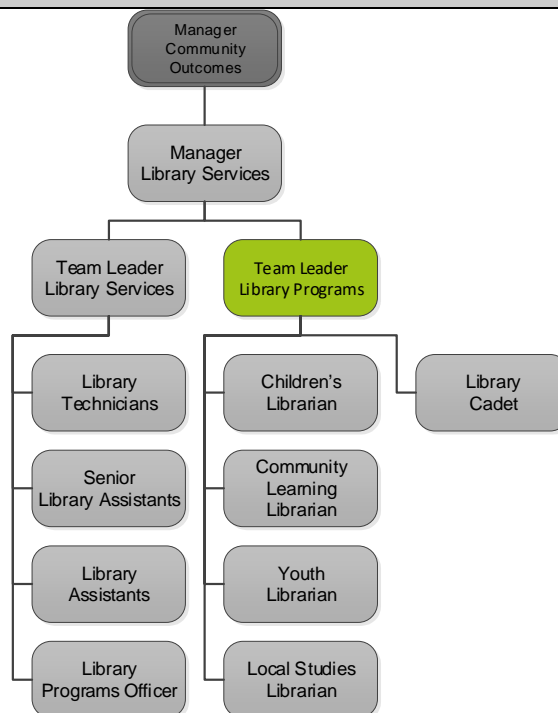 Manager
Community
Outcomes
Manager
Library Services
Team Leader
Library Services
Team Leader
Library Programs
Library
Technicians
Children's
Librarian
Library
Cadet
Senior
Library Assistants
Community
Learning
Librarian
Library
Assistants
Youth
Librarian
Library
Programs Officer
Local Studies
Librarian